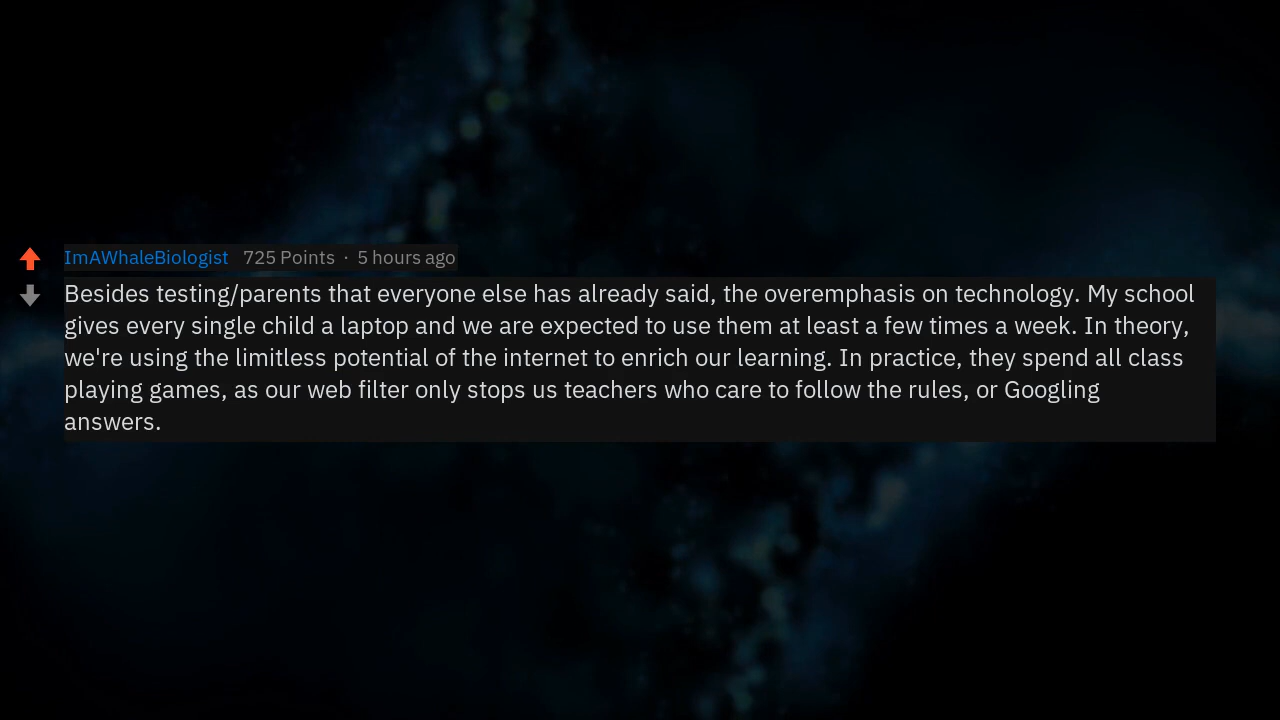 ImAWhaleBiologist 725 Points · 5 hours ago
Besides testing/parents that everyone else has already said, the overemphasis on technology. My school
gives every single child a laptop and we are expected to use them at least a few times a week. In theory,
we're using the limitless potential of the internet to enrich our learning. In practice, they spend all class
playing games, as our web filter only stops us teachers who care to follow the rules, or Googling
answers.